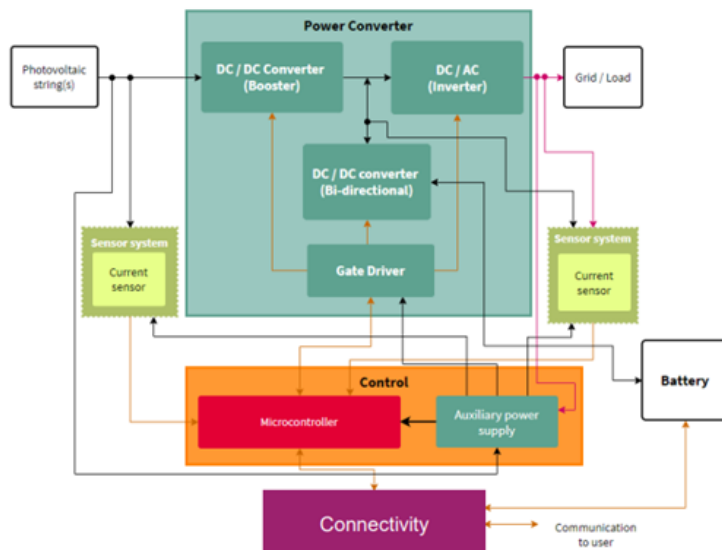 Power Converter
Photovoltaic
string(s)
DC / DC Converter
(Booster)
DC / AC
(Inverter)
Grid / Load
DC / DC converter
(Bi-directional)
Sensor system
Current
sensor
Gate Driver
Sensor system
Current
sensor
Battery
Control
Microcontroller
Auxiliary power
supply
Connectivity
Communication
to user